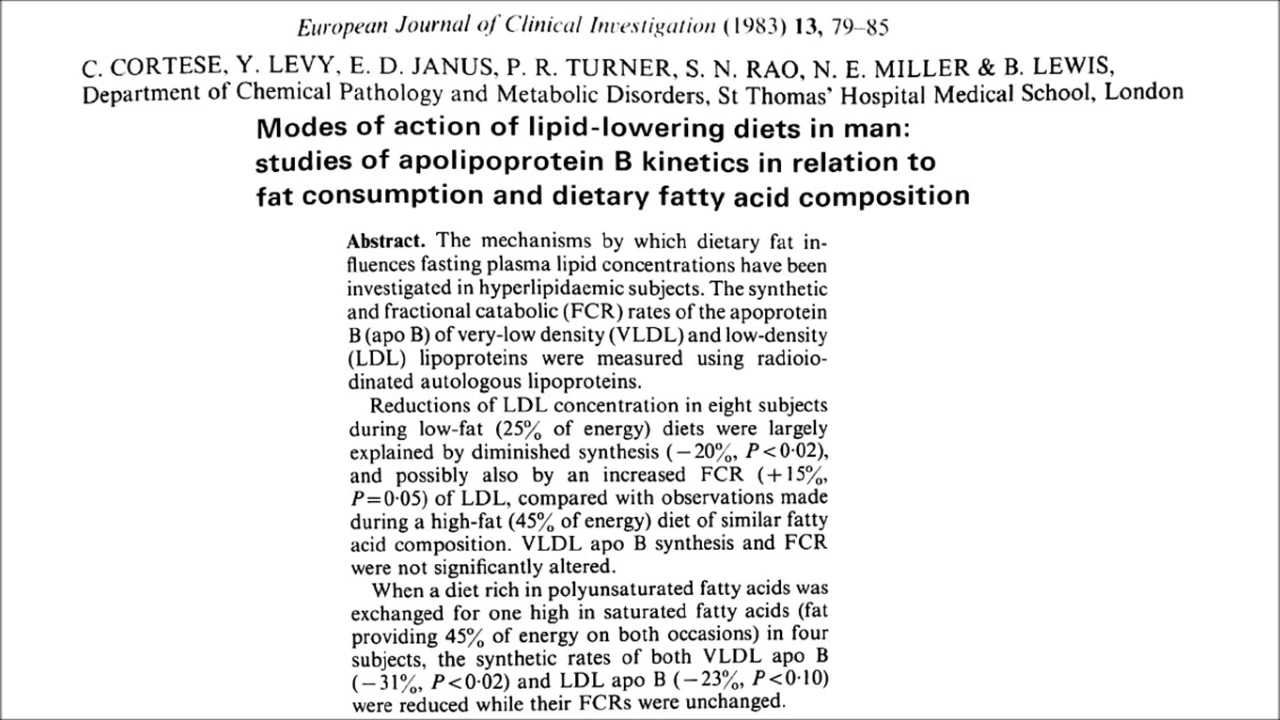 European Journal of Clinical Investigation (1983) 13, 79–85
C. CORTESE, Y. LEVY, E. D. JANUS, P. R. TURNER, S. N. RAO, N. E. MILLER & B. LEWIS,
Department of Chemical Pathology and Metabolic Disorders, St Thomas' Hospital Medical School, London
Modes of action of lipid-lowering diets in man:
studies of apolipoprotein B kinetics in relation to
fat consumption and dietary fatty acid composition
Abstract. The mechanisms by which dietary fat in-
fluences fasting plasma lipid concentrations have been
investigated in hyperlipidaemic subjects. The synthetic
and fractional catabolic (FCR) rates of the apoprotein
B (apo B) of very-low density (VLDL) and low-density
(LDL) lipoproteins were measured using radioio-
dinated autologous lipoproteins.
Reductions of LDL concentration in eight subjects
during low-fat (25% of energy) diets were largely
explained by diminished synthesis (−20%, P<0·02),
and possibly also by an increased FCR (+15%,
P=0·05) of LDL, compared with observations made
during a high-fat (45% of energy) diet of similar fatty
acid composition. VLDL apo B synthesis and FCR
were not significantly altered.
When a diet rich in polyunsaturated fatty acids was
exchanged for one high in saturated fatty acids (fat
providing 45% of energy on both occasions) in four
subjects, the synthetic rates of both VLDL apo B
(−31%, P<0·02) and LDL apo B (−23%, P<0·10)
were reduced while their FCRs were unchanged.